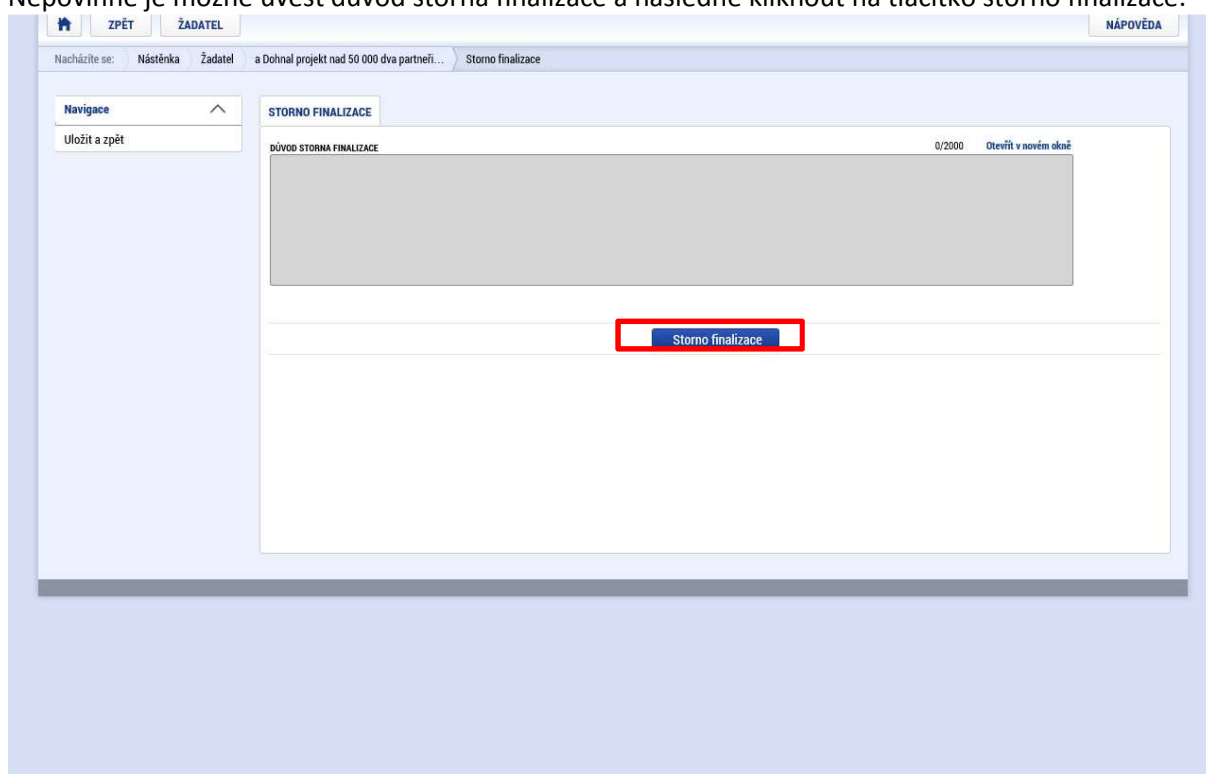 Nepovinně je možné uvést důvod storna finalizace a následně kliknout na tlačítko storno finalizace.
ZPĚT ŽADATEL NÁPOVĚDA
Nacházíte se: Nástěnka Žadatel a Dohnal projekt nad 50 000 dva partneři... Storno finalizace
Navigace STORNO FINALIZACE
Uložit a zpět
DŮVOD STORNA FINALIZACE 0/2000 Otevřít v novém okně
Storno finalizace